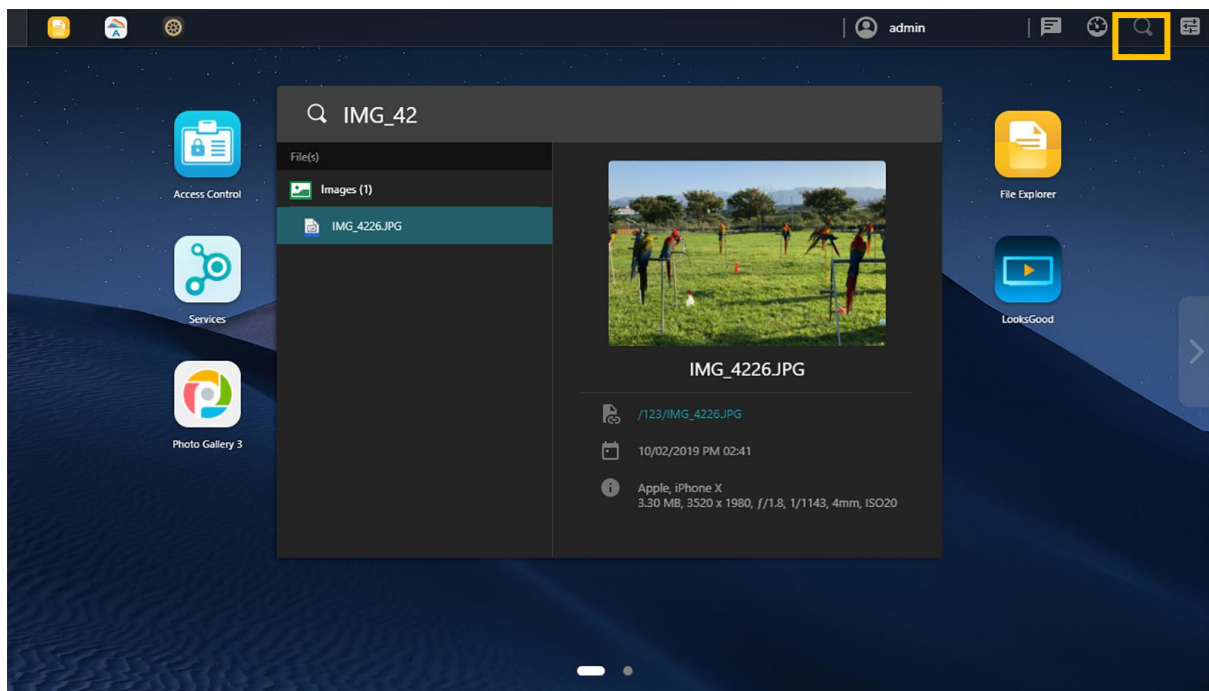 admin
IMG_42
File(s)
Images (1)
IMG_4226.JPG
IMG_4226.JPG
/123/IMG_4226.JPG
10/02/2019 PM 02:41
Apple, iPhone X
3.30 MB, 3520 x 1980, ƒ/1.8, 1/1143, 4mm, ISO20
Access Control
Services
Photo Gallery 3
File Explorer
LooksGood